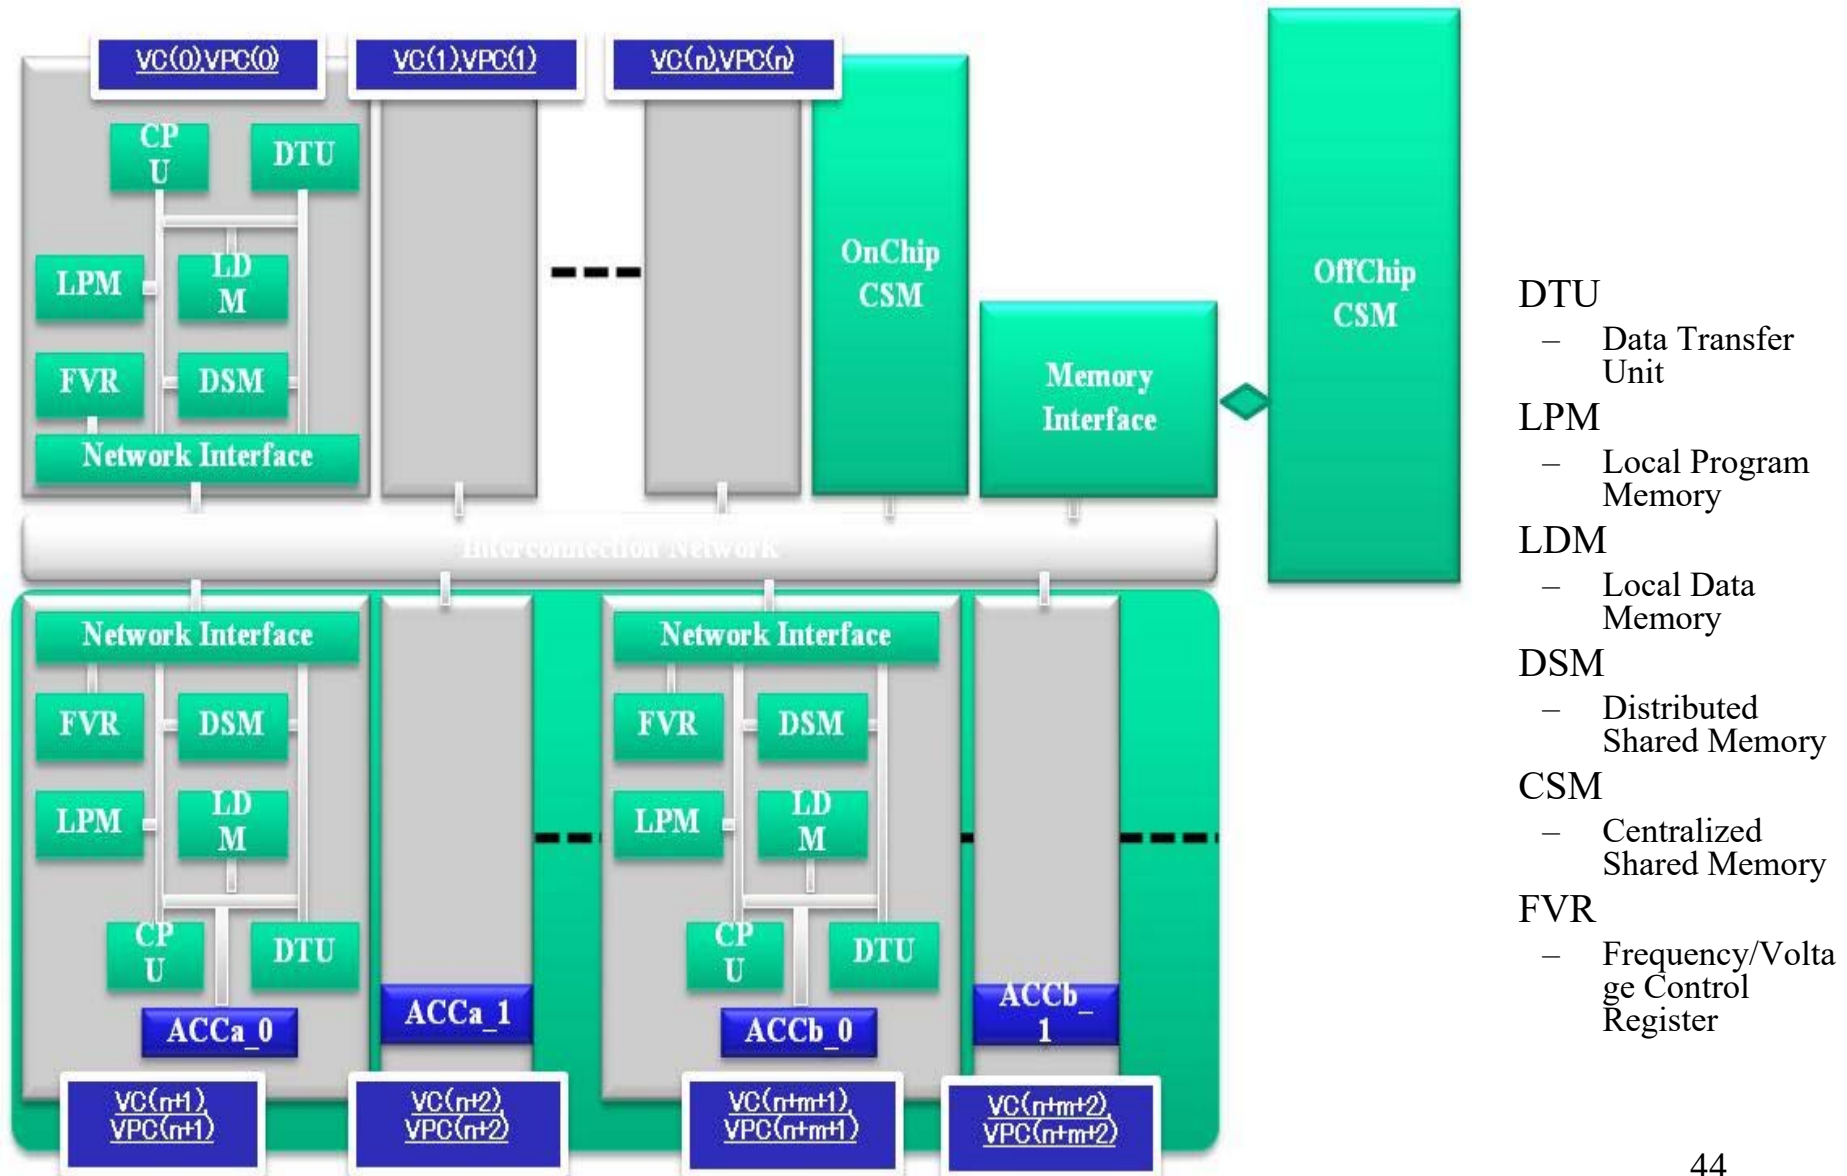 VC(0),VPC(0)
VC(1),VPC(1)
VC(n),VPC(n)
CP
U
DTU
LPM
LD
M
FVR
DSM
Network Interface
OnChip
CSM
Memory
Interface
OffChip
CSM
Interconnection Network
Network Interface
FVR
DSM
LPM
LD
M
CP
U
DTU
ACCa_0
ACCa_1
Network Interface
FVR
DSM
LPM
LD
M
CP
U
DTU
ACCb_0
ACCb_
1
VC(n+1),
VPC(n+1)
VC(n+2),
VPC(n+2)
VC(n+m+1),
VPC(n+m+1)
VC(n+m+2),
VPC(n+m+2)
DTU
– Data Transfer
Unit
LPM
– Local Program
Memory
LDM
– Local Data
Memory
DSM
– Distributed
Shared Memory
CSM
– Centralized
Shared Memory
FVR
– Frequency/Volta
ge Control
Register
44